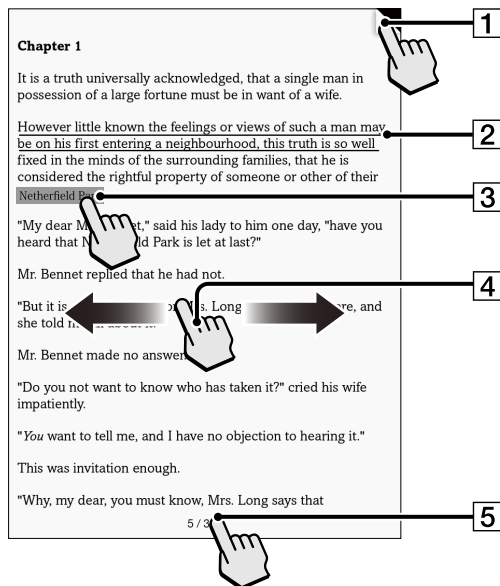 Chapter 1
It is a truth universally acknowledged, that a single man in
possession of a large fortune must be in want of a wife.
However little known the feelings or views of such a man may
be on his first entering a neighbourhood, this truth is so well
fixed in the minds of the surrounding families, that he is
considered the rightful property of someone or other of their
Netherfield
"My dear said his lady to him one day, "have you
heard that Park is let at last?"
Mr. Bennet replied that he had not.
"But it is Long and
she told about it."
Mr. Bennet made no answer
"Do you not want to know who has taken it?" cried his wife
impatiently.
"You want to tell me, and I have no objection to hearing it."
This was invitation enough.
"Why, my dear, you must know, Mrs. Long says that
5 /
1
2
3
4
5